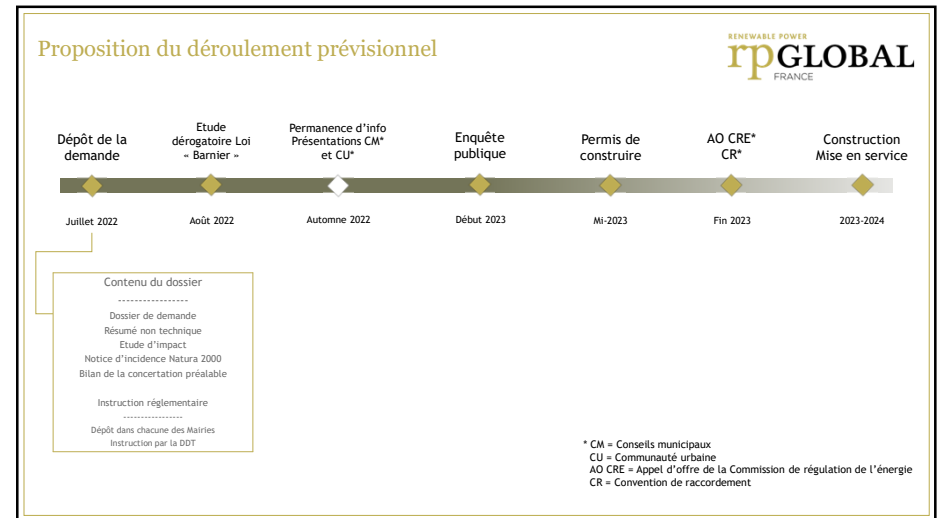 Proposition du déroulement prévisionnel
RENEWABLE POWER
rpGLOBAL
FRANCE
Dépôt de la
demande
Etude
dérogatoire Loi
« Barnier »
Permanence d'info
Présentations CM*
et CU*
Enquête
publique
Permis de
construire
AO CRE*
CR*
Construction
Mise en service
Juillet 2022
Août 2022
Automne 2022
Début 2023
Mi-2023
Fin 2023
2023-2024
Contenu du dossier
-----------------
Dossier de demande
Résumé non technique
Etude d'impact
Notice d'incidence Natura 2000
Bilan de la concertation préalable
Instruction réglementaire
-----------------
Dépôt dans chacune des Mairies
Instruction par la DDT
* CM = Conseils municipaux
CU = Communauté urbaine
AO CRE = Appel d'offre de la Commission de régulation de l'énergie
CR = Convention de raccordement